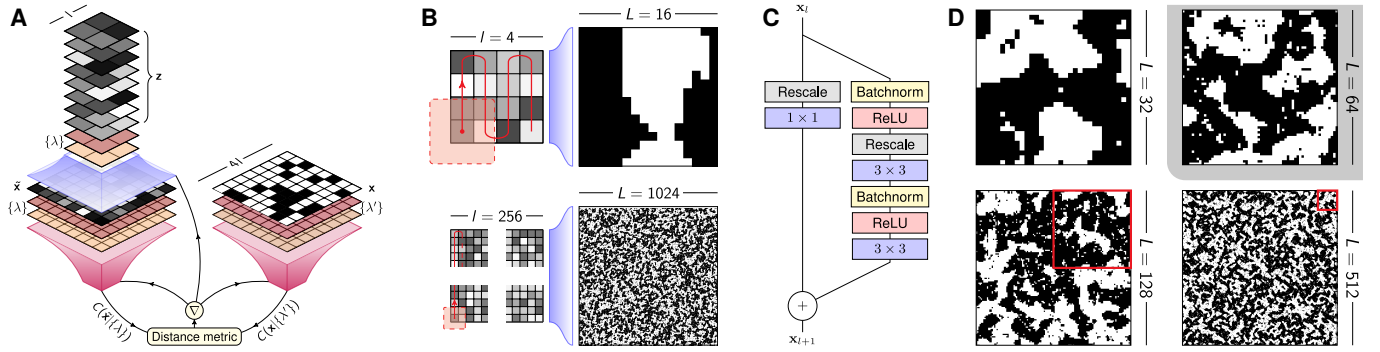 A
l
z
{λ}
x̃
{λ}
4l
x
{λ′}
C(x̃|{λ})
∇
Distance metric
C(x|{λ′})
B
l = 4
L = 16
l = 256
L = 1024
C
x_l
Rescale
1 × 1
Batchnorm
ReLU
Rescale
3 × 3
Batchnorm
ReLU
3 × 3
+
x_{l+1}
D
L = 32
L = 64
L = 128
L = 512